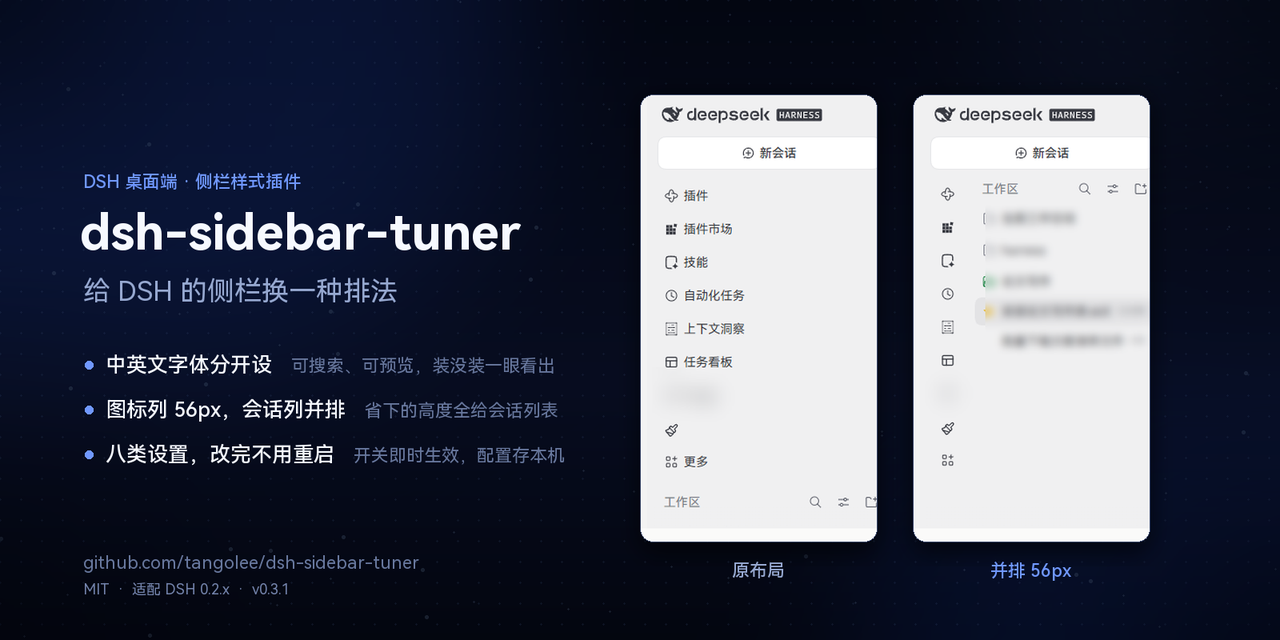 DSH 桌面端 · 侧栏样式插件
dsh-sidebar-tuner
给 DSH 的侧栏换一种排法
中英文字体分开设 可搜索、可预览，装没装一眼看出
图标列 56px，会话列并排 省下的高度全给会话列表
八类设置，改完不用重启 开关即时生效，配置存本机
github.com/tangolee/dsh-sidebar-tuner
MIT · 适配 DSH 0.2.x · v0.3.1
deepseek HARNESS
新会话
插件
插件市场
技能
自动化任务
上下文洞察
任务看板
更多
工作区
原布局
deepseek HARNESS
新会话
工作区
并排 56px